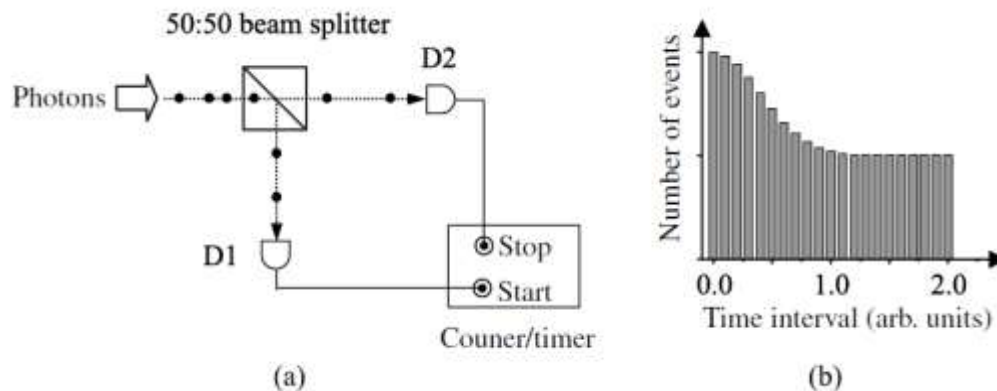 50:50 beam splitter
D2
Photons
D1
Stop
Start
Couner/timer
(a)
Number of events
0.0 1.0 2.0
Time interval (arb. units)
(b)